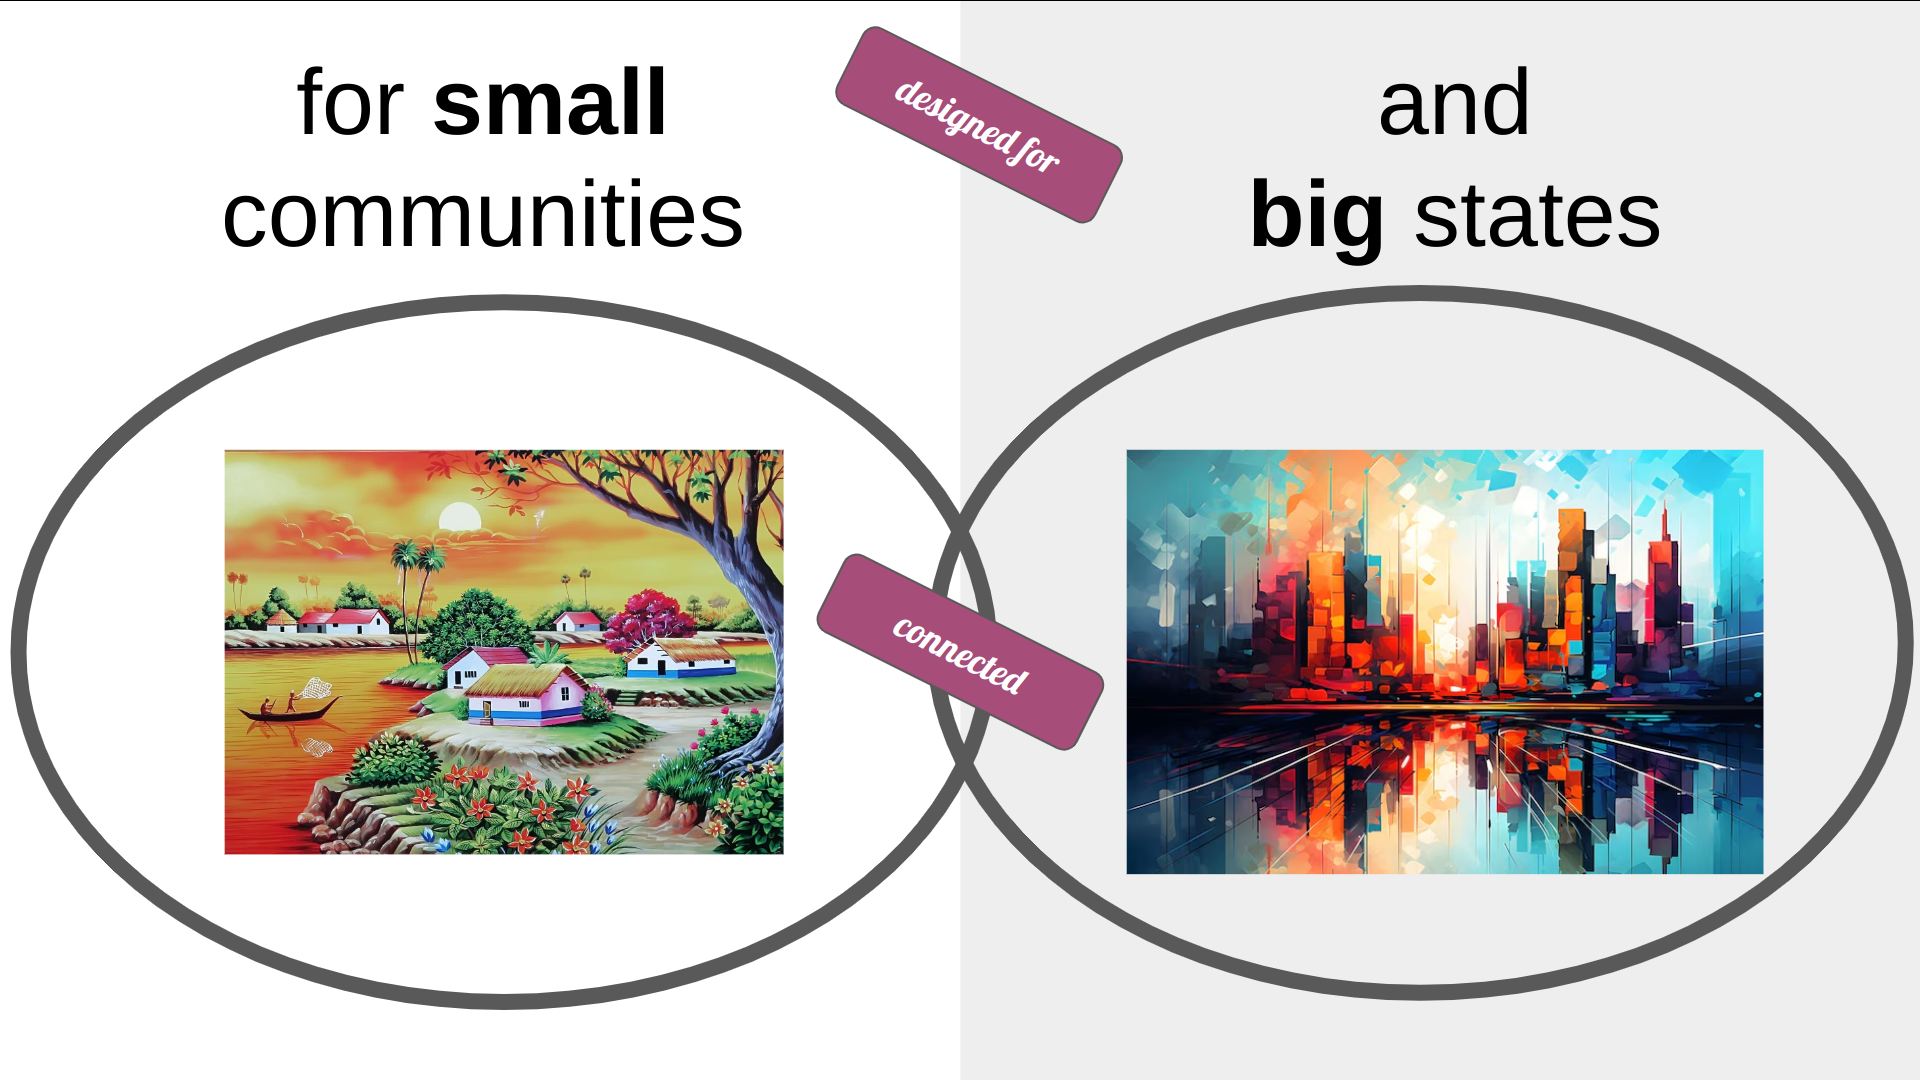 for small
communities
designed for
and
big states
connected